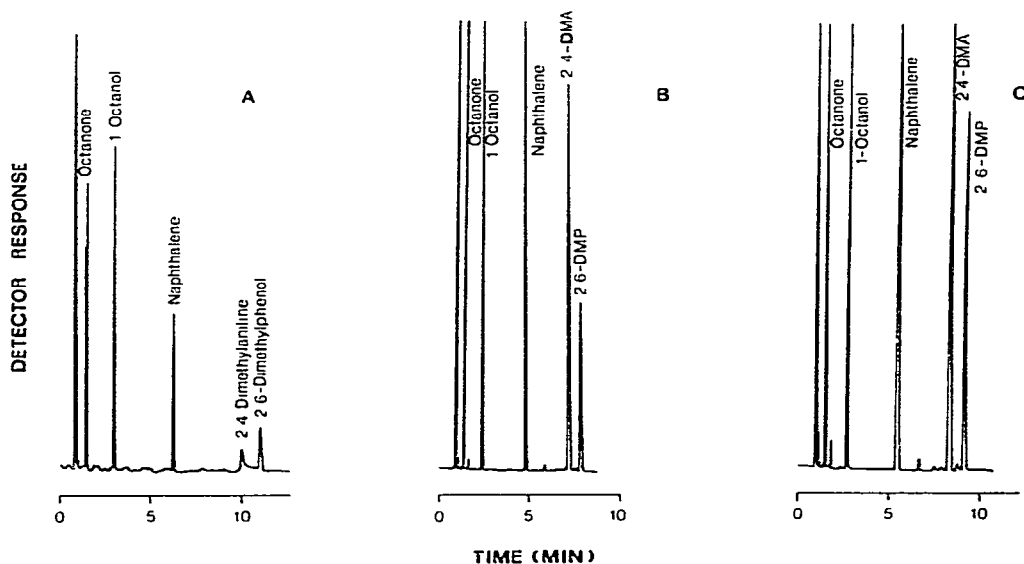 DETECTOR RESPONSE
A
Octanone
1 Octanol
Naphthalene
2 4 Dimethylaniline
2 6-Dimethylphenol
0 5 10
B
Octanone
1 Octanol
Naphthalene
2 4-DMA
2 6-DMP
0 5 10
C
Octanone
1-Octanol
Naphthalene
2 4-DMA
2 6-DMP
0 5 10
TIME (MIN)